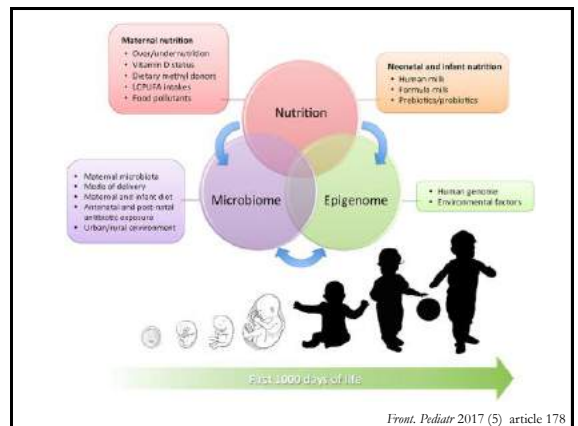 Maternal nutrition
• Over/undernutrition
• Vitamin D status
• Dietary methyl donors
• LCPUFA intakes
• Food pollutants
Neonatal and infant nutrition
• Human milk
• Formula milk
• Prebiotics/probiotics
Nutrition
• Maternal microbiota
• Mode of delivery
• Maternal and infant diet
• Antenatal and post-natal
antibiotic exposure
• Urban/rural environment
Microbiome
Epigenome
• Human genome
• Environmental factors
First 1000 days of life
Front. Pediatr 2017 (5) article 178